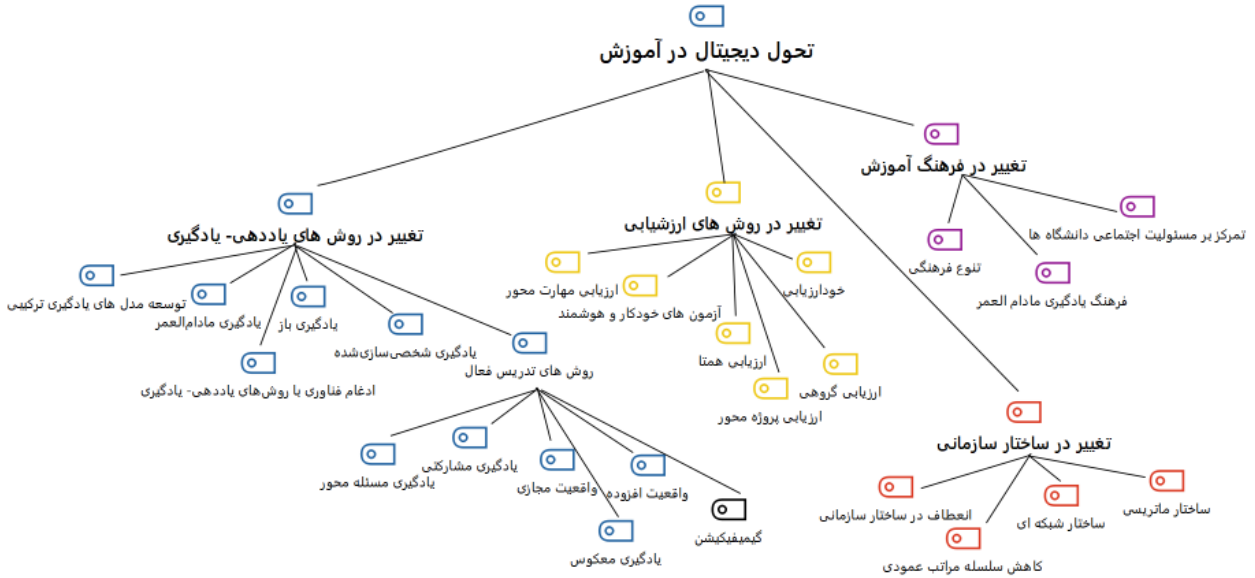 تحول دیجیتال در آموزش
تغییر در فرهنگ آموزش
تمرکز بر مسئولیت اجتماعی دانشگاه ها
تنوع فرهنگی
فرهنگ یادگیری مادام العمر
تغییر در روش های ارزشیابی
خودارزیابی
ارزیابی مهارت محور
آزمون های خودکار و هوشمند
ارزیابی همتا
ارزیابی گروهی
ارزیابی پروژه محور
تغییر در روش های یاددهی- یادگیری
توسعه مدل های یادگیری ترکیبی
یادگیری مادام‌العمر
یادگیری باز
یادگیری شخصی‌سازی‌شده
ادغام فناوری با روش‌های یاددهی- یادگیری
روش های تدریس فعال
یادگیری مسئله محور
یادگیری مشارکتی
واقعیت مجازی
واقعیت افزوده
یادگیری معکوس
گیمیفیکیشن
تغییر در ساختار سازمانی
ساختار ماتریسی
ساختار شبکه ای
انعطاف در ساختار سازمانی
کاهش سلسله مراتب عمودی